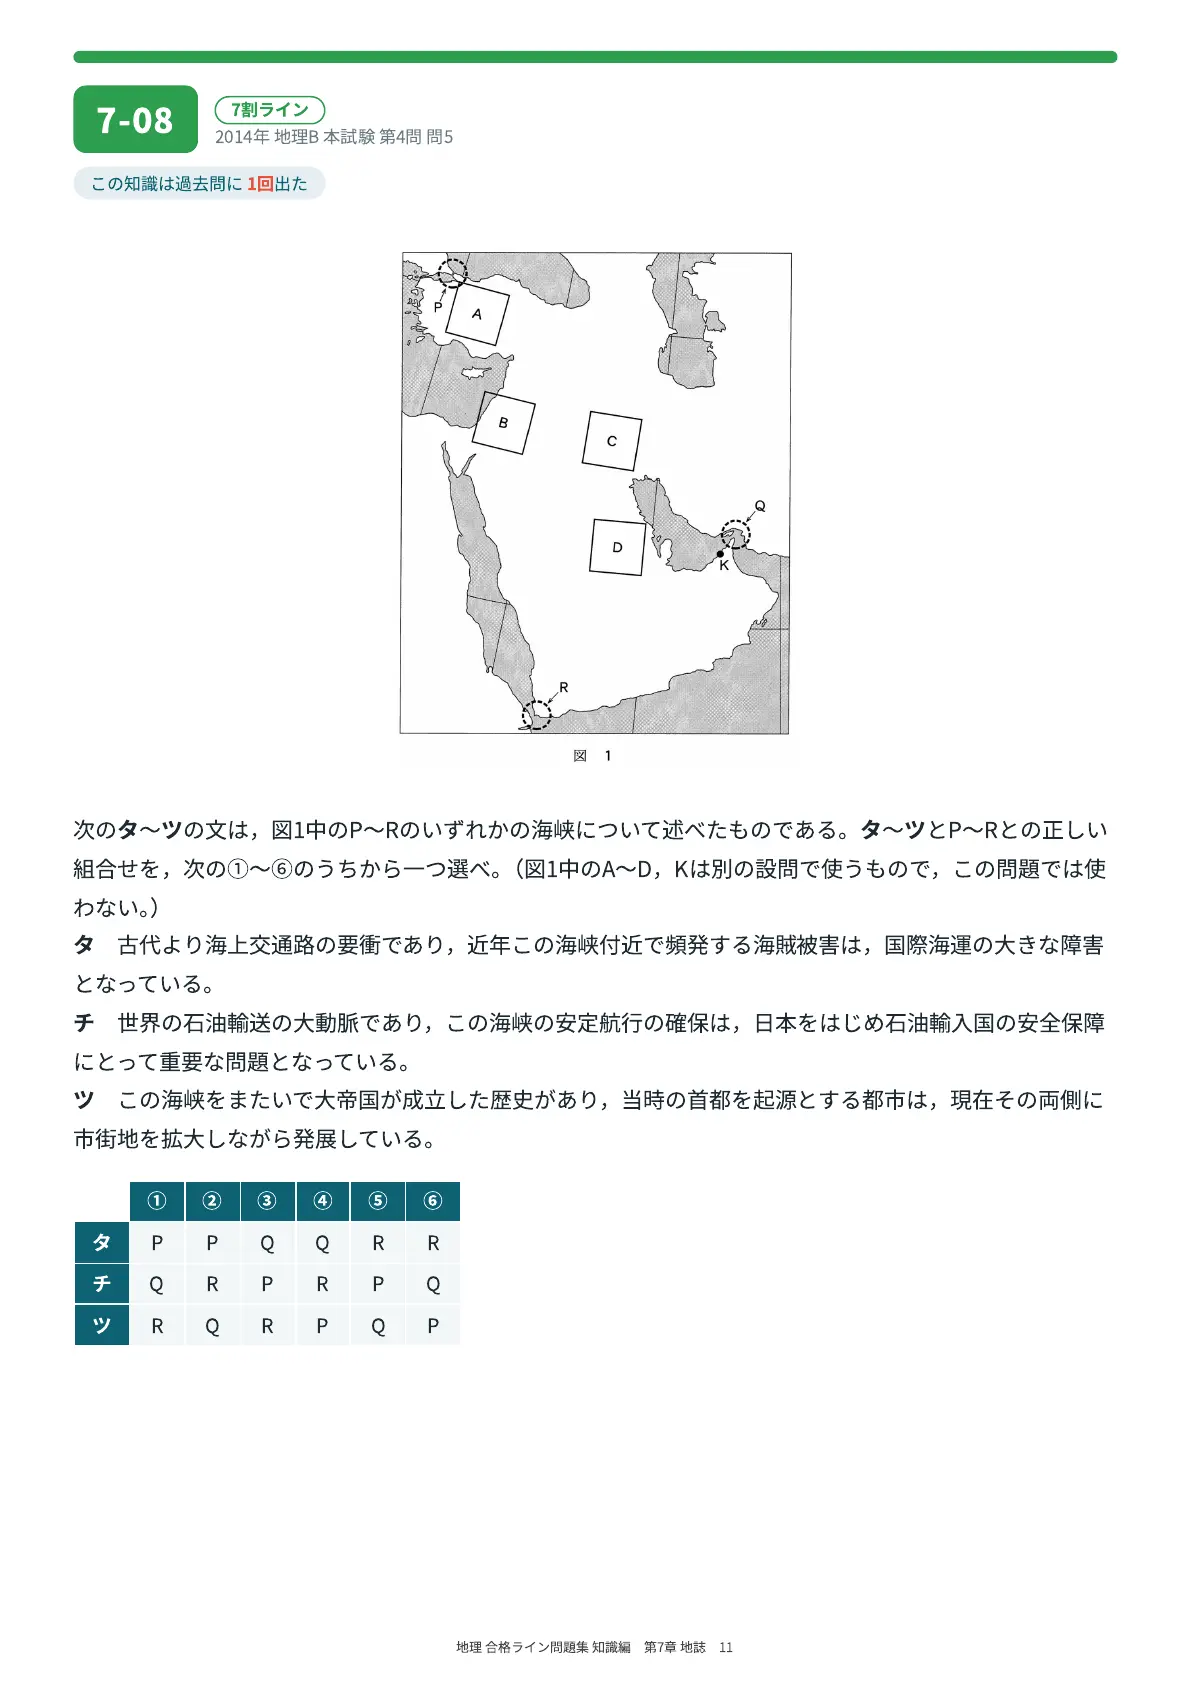 7-08
7割ライン
2014年 地理B 本試験 第4問 問5
この知識は過去問に 1回出た
P
A
B
C
Q
D
K
R
図 1
次のタ〜ツの文は，図1中のP〜Rのいずれかの海峡について述べたものである。タ〜ツとP〜Rとの正しい
組合せを，次の①〜⑥のうちから一つ選べ。（図1中のA〜D，Kは別の設問で使うもので，この問題では使
わない。）
タ 古代より海上交通路の要衝であり，近年この海峡付近で頻発する海賊被害は，国際海運の大きな障害
となっている。
チ 世界の石油輸送の大動脈であり，この海峡の安定航行の確保は，日本をはじめ石油輸入国の安全保障
にとって重要な問題となっている。
ツ この海峡をまたいで大帝国が成立した歴史があり，当時の首都を起源とする都市は，現在その両側に
市街地を拡大しながら発展している。
① ② ③ ④ ⑤ ⑥
タ P P Q Q R R
チ Q R P R P Q
ツ R Q R P Q P
地理 合格ライン問題集 知識編 第7章 地誌 11